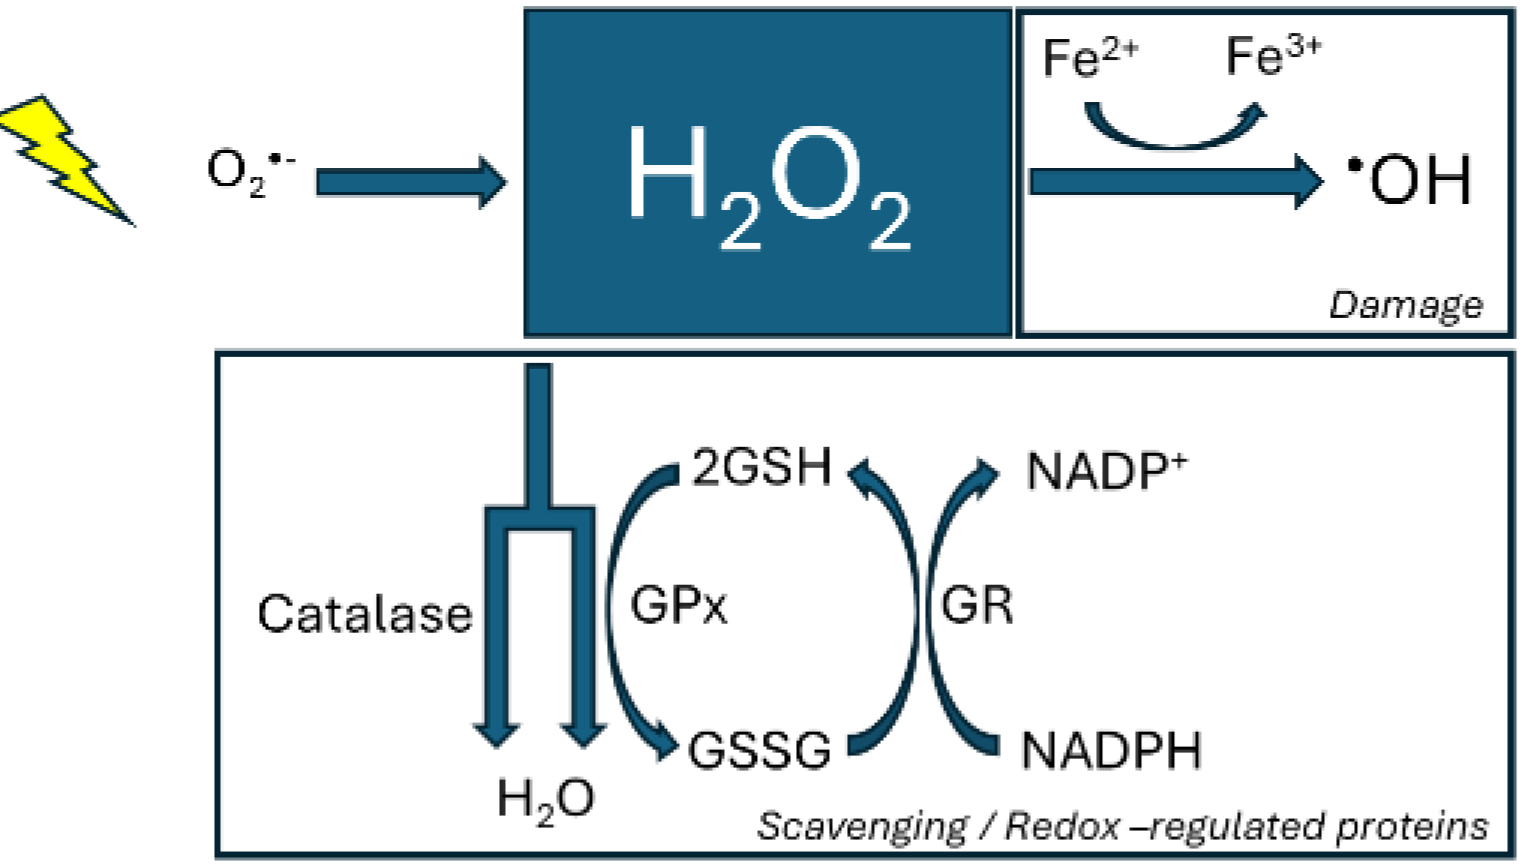 Fe²⁺ Fe³⁺
O₂•⁻ H₂O₂ •OH
Damage
2GSH NADP⁺
Catalase GPx GR
GSSG NADPH
H₂O
Scavenging / Redox –regulated proteins